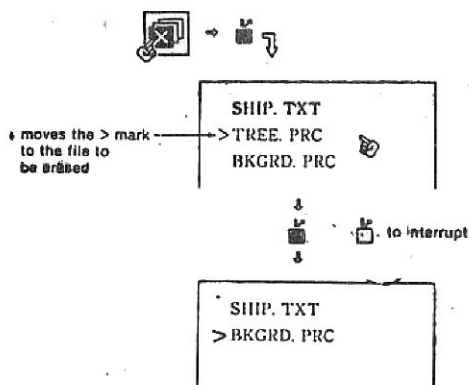 SHIP. TXT
moves the > mark
to the file to
be erased
>TREE. PRC
BKGRD. PRC
to interrupt
SHIP. TXT
>BKGRD. PRC